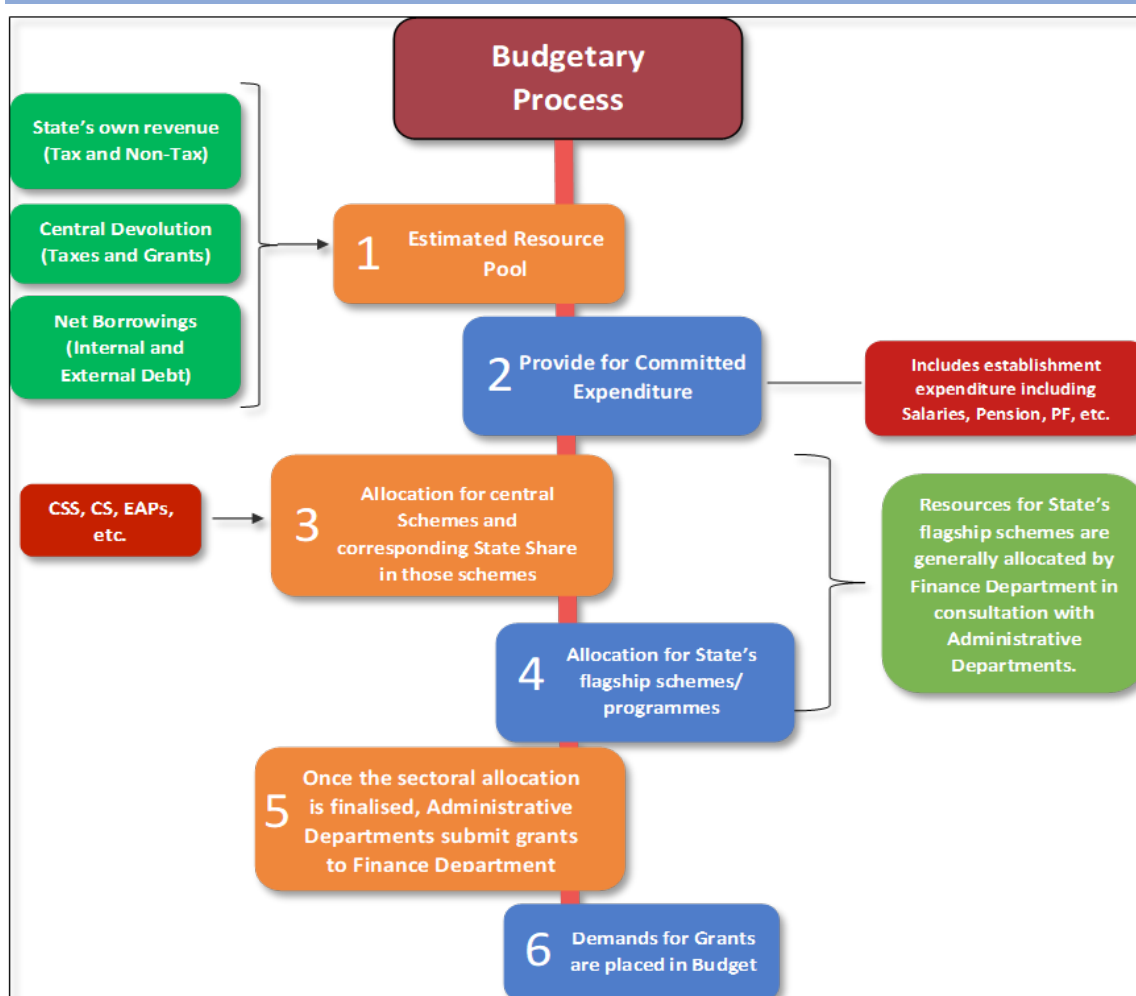 Budgetary
Process
State's own revenue
(Tax and Non-Tax)
Central Devolution
(Taxes and Grants)
Net Borrowings
(Internal and
External Debt)
1
Estimated Resource
Pool
2
Provide for Committed
Expenditure
Includes establishment
expenditure including
Salaries, Pension, PF, etc.
CSS, CS, EAPs,
etc.
3
Allocation for central
Schemes and
corresponding State Share
in those schemes
4
Allocation for State's
flagship schemes/
programmes
Resources for State's
flagship schemes are
generally allocated by
Finance Department in
consultation with
Administrative
Departments.
5
Once the sectoral allocation
is finalised, Administrative
Departments submit grants
to Finance Department
6
Demands for Grants
are placed in Budget